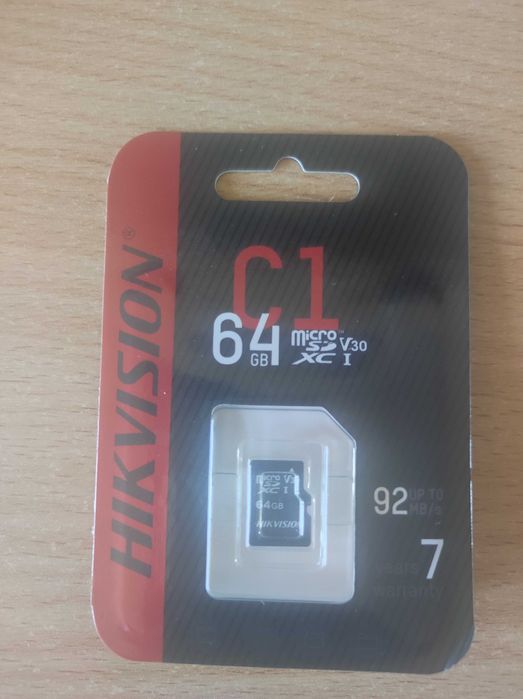 HIKVISION®
C1
64 GB
micro SD XC I V30
micro SD XC I V30
64GB
HIKVISION
92 UP TO MB/s
7 years warranty